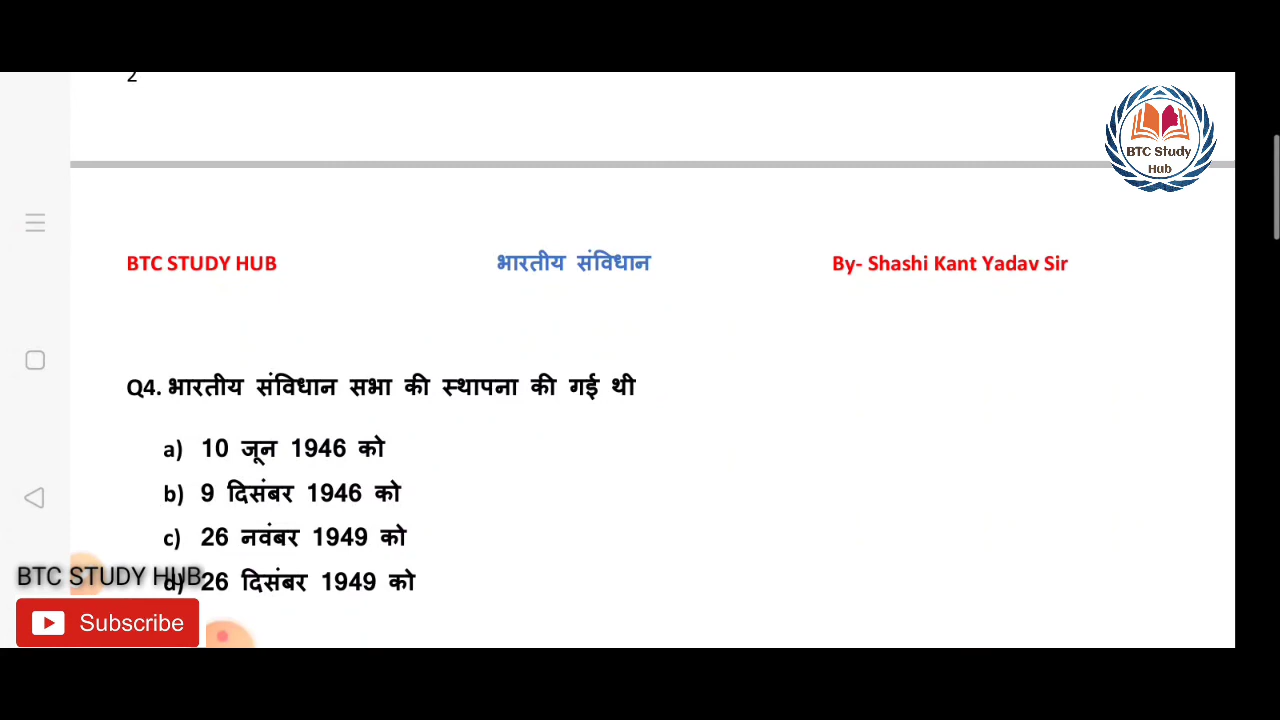 2
BTC Study
Hub
BTC STUDY HUB भारतीय संविधान By- Shashi Kant Yadav Sir
Q4. भारतीय संविधान सभा की स्थापना की गई थी
a) 10 जून 1946 को
b) 9 दिसंबर 1946 को
c) 26 नवंबर 1949 को
d) 26 दिसंबर 1949 को
BTC STUDY HUB
Subscribe